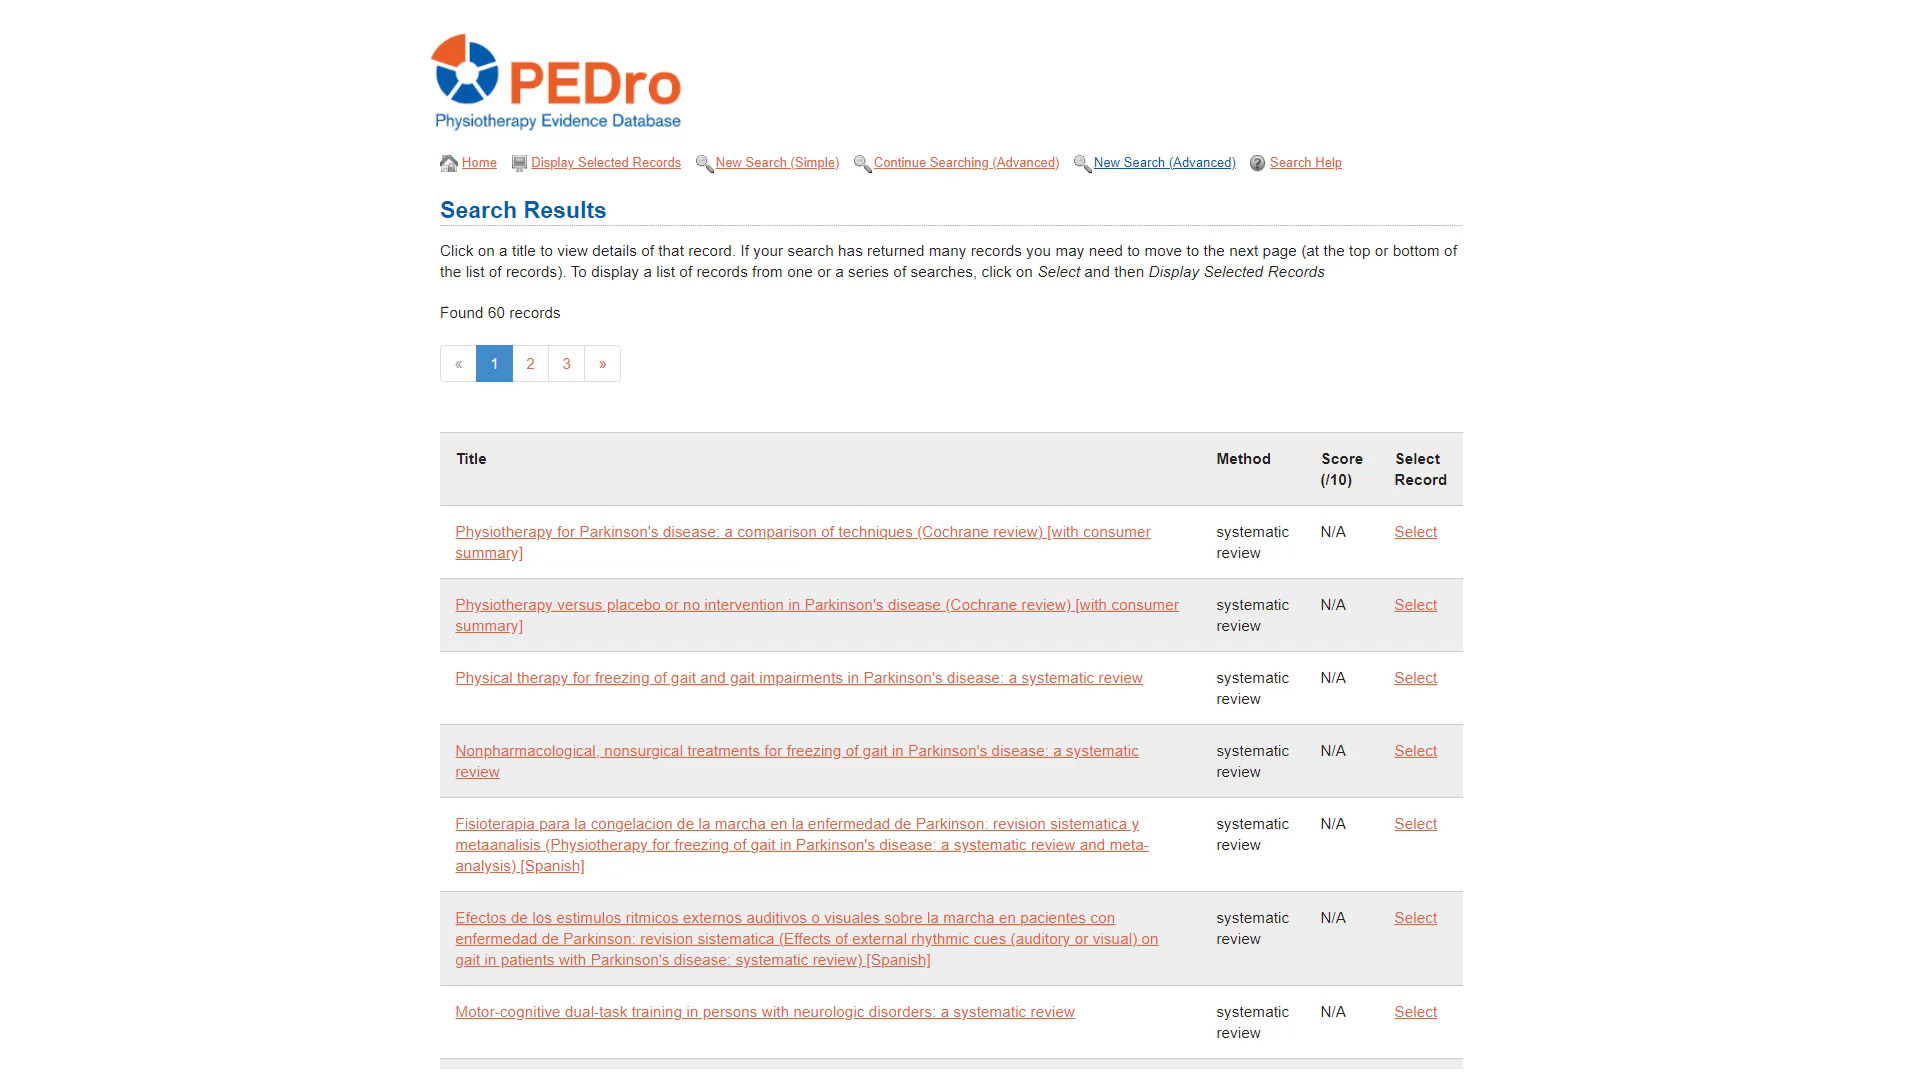 PEDro
Physiotherapy Evidence Database
Home Display Selected Records New Search (Simple) Continue Searching (Advanced) New Search (Advanced) ? Search Help
Search Results
Click on a title to view details of that record. If your search has returned many records you may need to move to the next page (at the top or bottom of
the list of records). To display a list of records from one or a series of searches, click on Select and then Display Selected Records
Found 60 records
« 1 2 3 »
Title Method Score Select
(/10) Record
Physiotherapy for Parkinson's disease: a comparison of techniques (Cochrane review) [with consumer systematic N/A Select
summary] review
Physiotherapy versus placebo or no intervention in Parkinson's disease (Cochrane review) [with consumer systematic N/A Select
summary] review
Physical therapy for freezing of gait and gait impairments in Parkinson's disease: a systematic review systematic N/A Select
review
Nonpharmacological, nonsurgical treatments for freezing of gait in Parkinson's disease: a systematic systematic N/A Select
review review
Fisioterapia para la congelacion de la marcha en la enfermedad de Parkinson: revision sistematica y systematic N/A Select
metaanalisis (Physiotherapy for freezing of gait in Parkinson's disease: a systematic review and meta- review
analysis) [Spanish]
Efectos de los estimulos ritmicos externos auditivos o visuales sobre la marcha en pacientes con systematic N/A Select
enfermedad de Parkinson: revision sistematica (Effects of external rhythmic cues (auditory or visual) on review
gait in patients with Parkinson's disease: systematic review) [Spanish]
Motor-cognitive dual-task training in persons with neurologic disorders: a systematic review systematic N/A Select
review